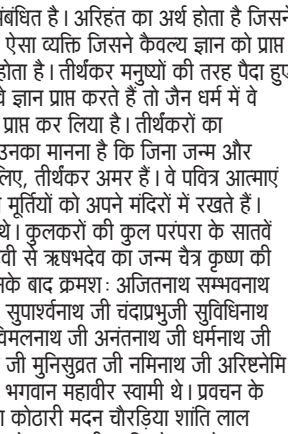 संबंधित है। अरिहंत का अर्थ होता है जिसने
ऐसा व्यक्ति जिसने कैवल्य ज्ञान को प्राप्त
होता है। तीर्थंकर मनुष्यों की तरह पैदा हुए
वे ज्ञान प्राप्त करते हैं तो जैन धर्म में वे
प्राप्त कर लिया है। तीर्थंकरों का
उनका मानना है कि जिना जन्म और
लिए, तीर्थंकर अमर हैं। वे पवित्र आत्माएं
मूर्तियों को अपने मंदिरों में रखते हैं।
थे। कुलकरों की कुल परंपरा के सातवें
से ऋषभदेव का जन्म चैत्र कृष्ण की
के बाद क्रमशः अजितनाथ सम्भवनाथ
सुपार्श्वनाथ जी चंदाप्रभुजी सुविधिनाथ
विमलनाथ जी अनंतनाथ जी धर्मनाथ जी
जी मुनिसुव्रत जी नमिनाथ जी अरिष्टनेमि
भगवान महावीर स्वामी थे। प्रवचन के
कोठारी मदन चौरड़िया शांति लाल